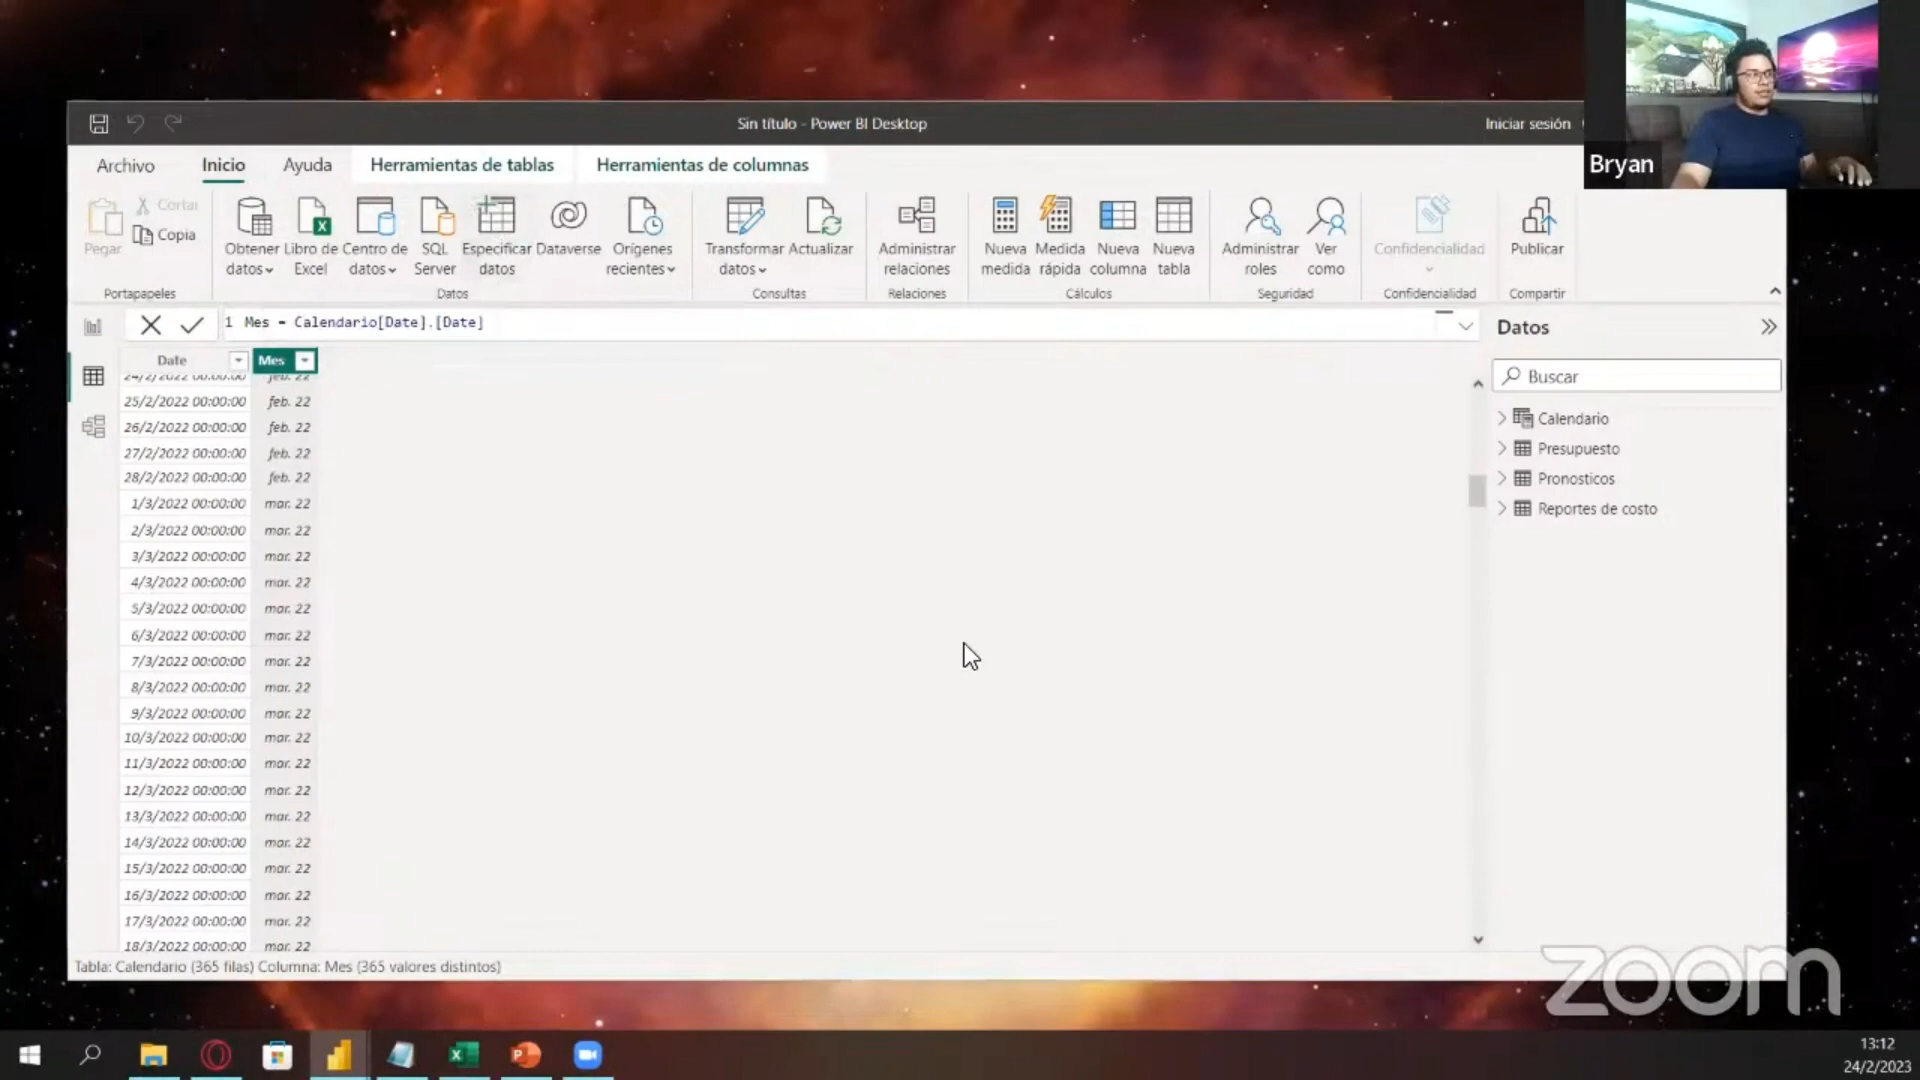 Bryan
Sin título - Power BI Desktop
Iniciar sesión
Archivo Inicio Ayuda Herramientas de tablas Herramientas de columnas
Pegar
Cortar
Copia
Obtener datos
Libro de Excel
Centro de datos
SQL Server
Especificar datos
Dataverse
Orígenes recientes
Transformar datos
Actualizar
Administrar relaciones
Nueva medida
Medida rápida
Nueva columna
Nueva tabla
Administrar roles
Ver como
Confidencialidad
Publicar
Portapapeles Datos Consultas Relaciones Cálculos Seguridad Confidencialidad Compartir
1 Mes = Calendario[Date].[Date]
Datos
Buscar
Calendario
Presupuesto
Pronosticos
Reportes de costo
Date Mes
24/2/2022 00:00:00 feb. 22
25/2/2022 00:00:00 feb. 22
26/2/2022 00:00:00 feb. 22
27/2/2022 00:00:00 feb. 22
28/2/2022 00:00:00 feb. 22
1/3/2022 00:00:00 mar. 22
2/3/2022 00:00:00 mar. 22
3/3/2022 00:00:00 mar. 22
4/3/2022 00:00:00 mar. 22
5/3/2022 00:00:00 mar. 22
6/3/2022 00:00:00 mar. 22
7/3/2022 00:00:00 mar. 22
8/3/2022 00:00:00 mar. 22
9/3/2022 00:00:00 mar. 22
10/3/2022 00:00:00 mar. 22
11/3/2022 00:00:00 mar. 22
12/3/2022 00:00:00 mar. 22
13/3/2022 00:00:00 mar. 22
14/3/2022 00:00:00 mar. 22
15/3/2022 00:00:00 mar. 22
16/3/2022 00:00:00 mar. 22
17/3/2022 00:00:00 mar. 22
18/3/2022 00:00:00 mar. 22
Tabla: Calendario (365 filas) Columna: Mes (365 valores distintos)
zoom
13:12
24/2/2023